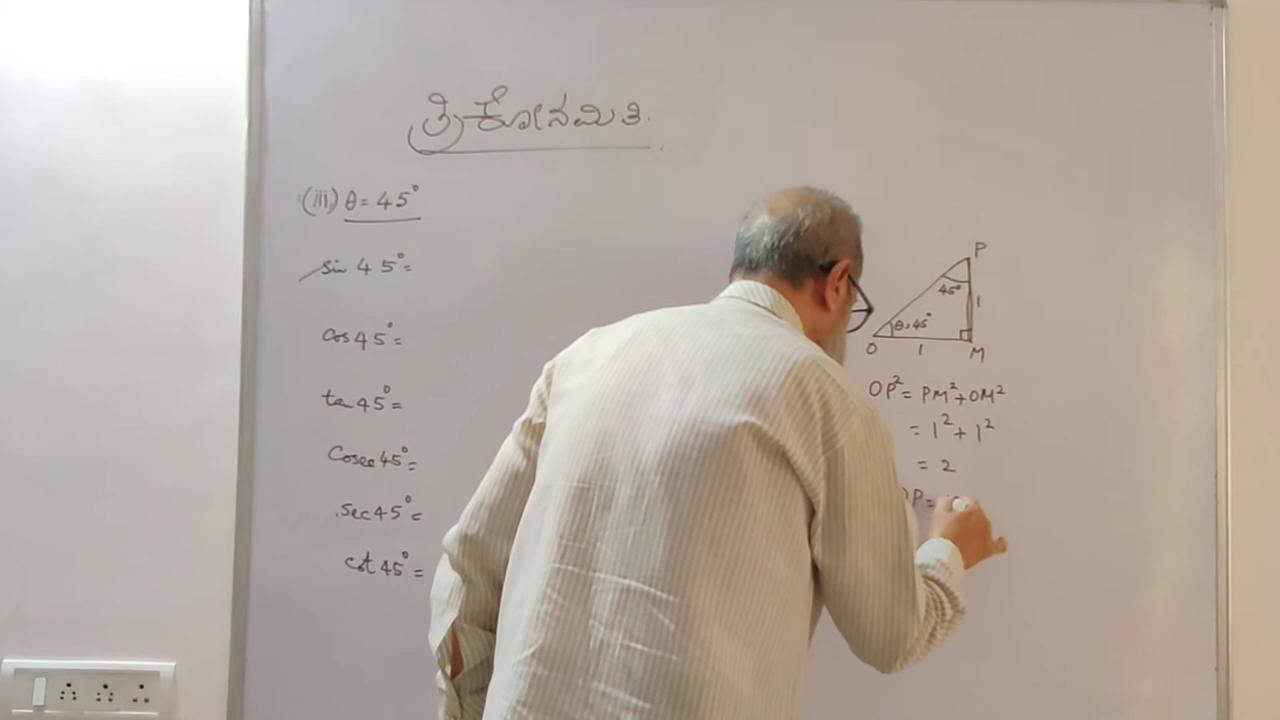 ತ್ರಿಕೋನಮಿತಿ.
(iii) θ = 45°
sin 45° =
cos 45° =
tan 45° =
Cosec 45° =
sec 45° =
cot 45° =
P
45°
1
θ=45°
O 1 M
OP² = PM² + OM²
= 1² + 1²
= 2
P =